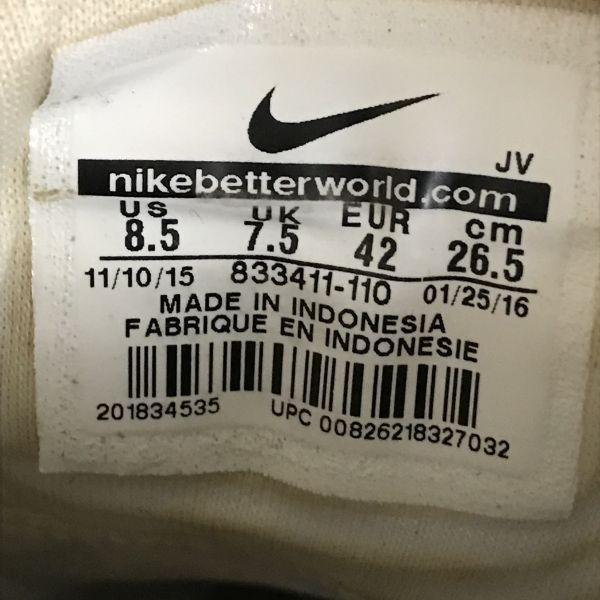 JV
nikebetterworld.com
US UK EUR cm
8.5 7.5 42 26.5
11/10/15 833411-110 01/25/16
MADE IN INDONESIA
FABRIQUE EN INDONESIE
201834535 UPC 00826218327032